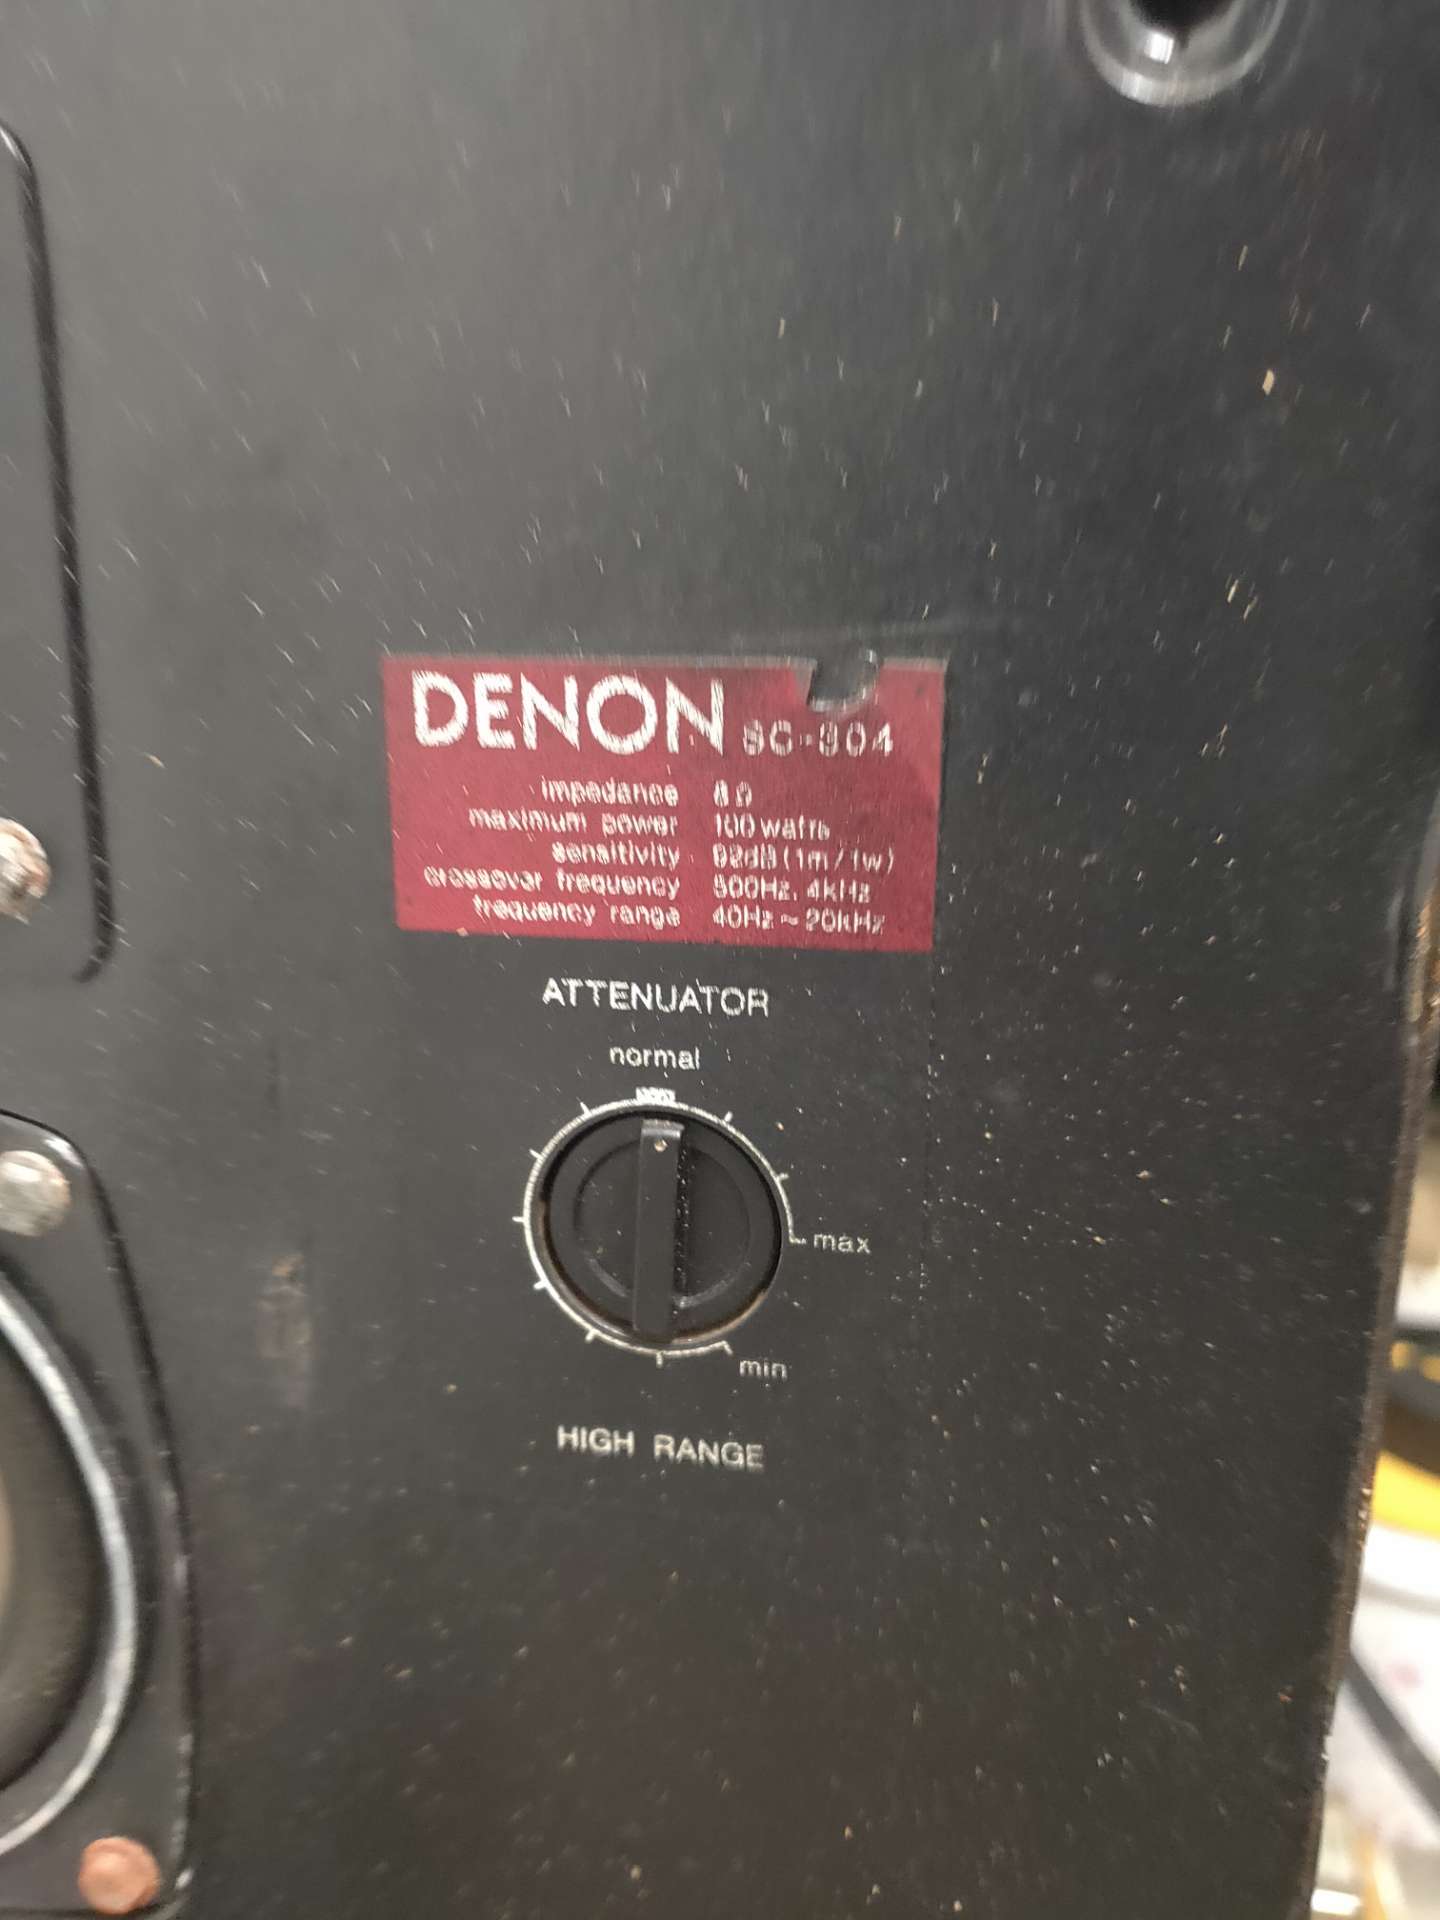 DENON SC-304
impedance 8Ω
maximum power 100 watts
sensitivity 92dB (1m/1w)
crossover frequency 800Hz, 4kHz
frequency range 40Hz ~ 20kHz
ATTENUATOR
normal
max
min
HIGH RANGE